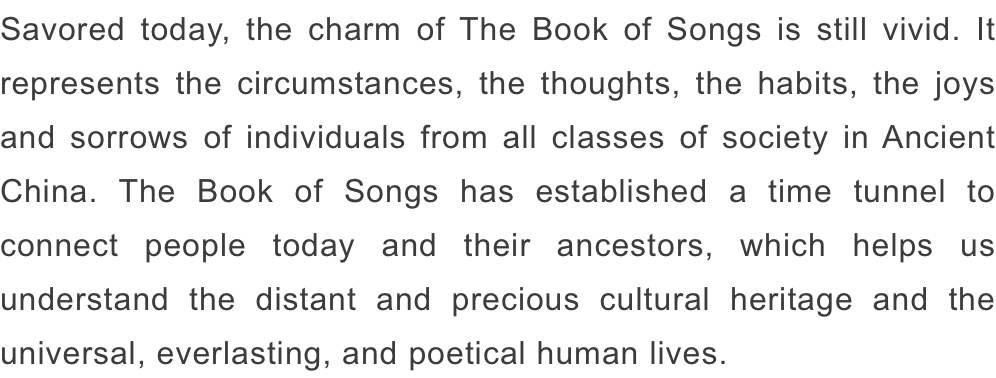 Savored today, the charm of The Book of Songs is still vivid. It
represents the circumstances, the thoughts, the habits, the joys
and sorrows of individuals from all classes of society in Ancient
China. The Book of Songs has established a time tunnel to
connect people today and their ancestors, which helps us
understand the distant and precious cultural heritage and the
universal, everlasting, and poetical human lives.